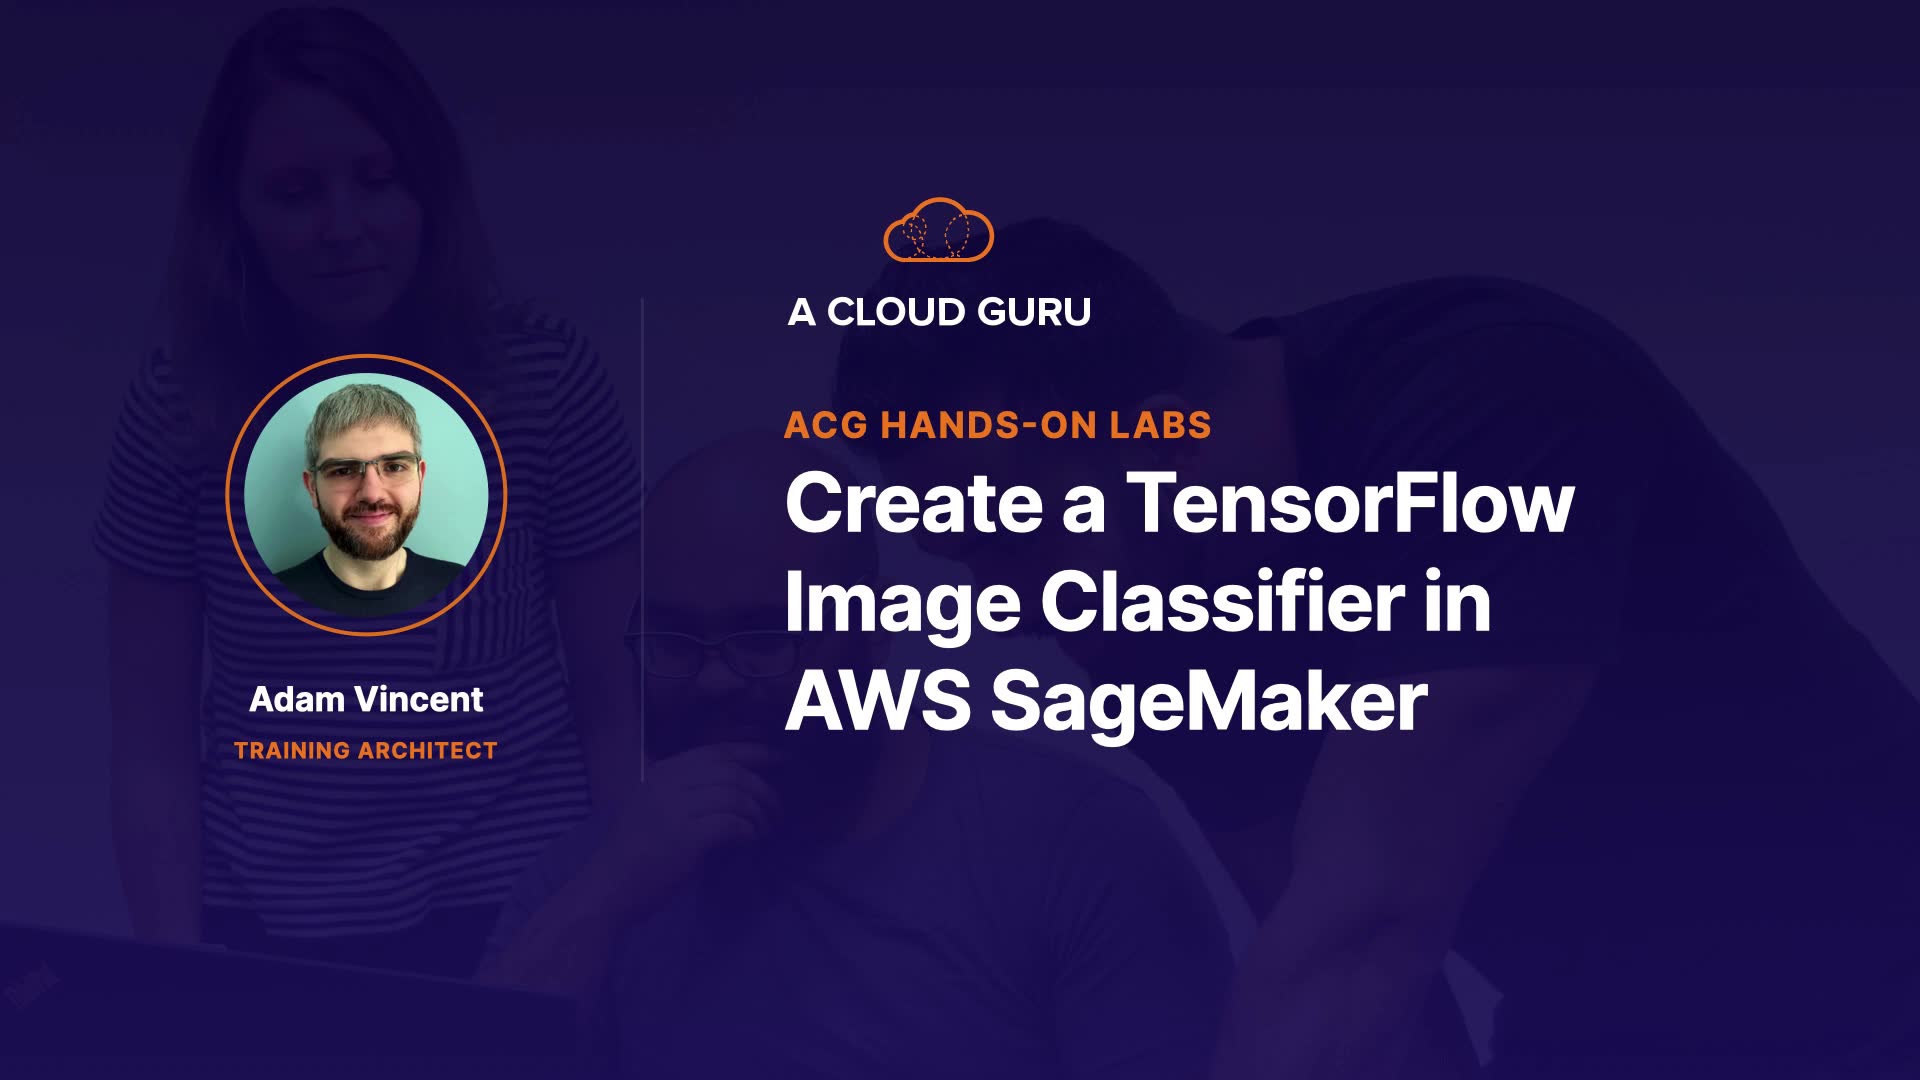 A CLOUD GURU
ACG HANDS-ON LABS
Create a TensorFlow
Image Classifier in
AWS SageMaker
Adam Vincent
TRAINING ARCHITECT